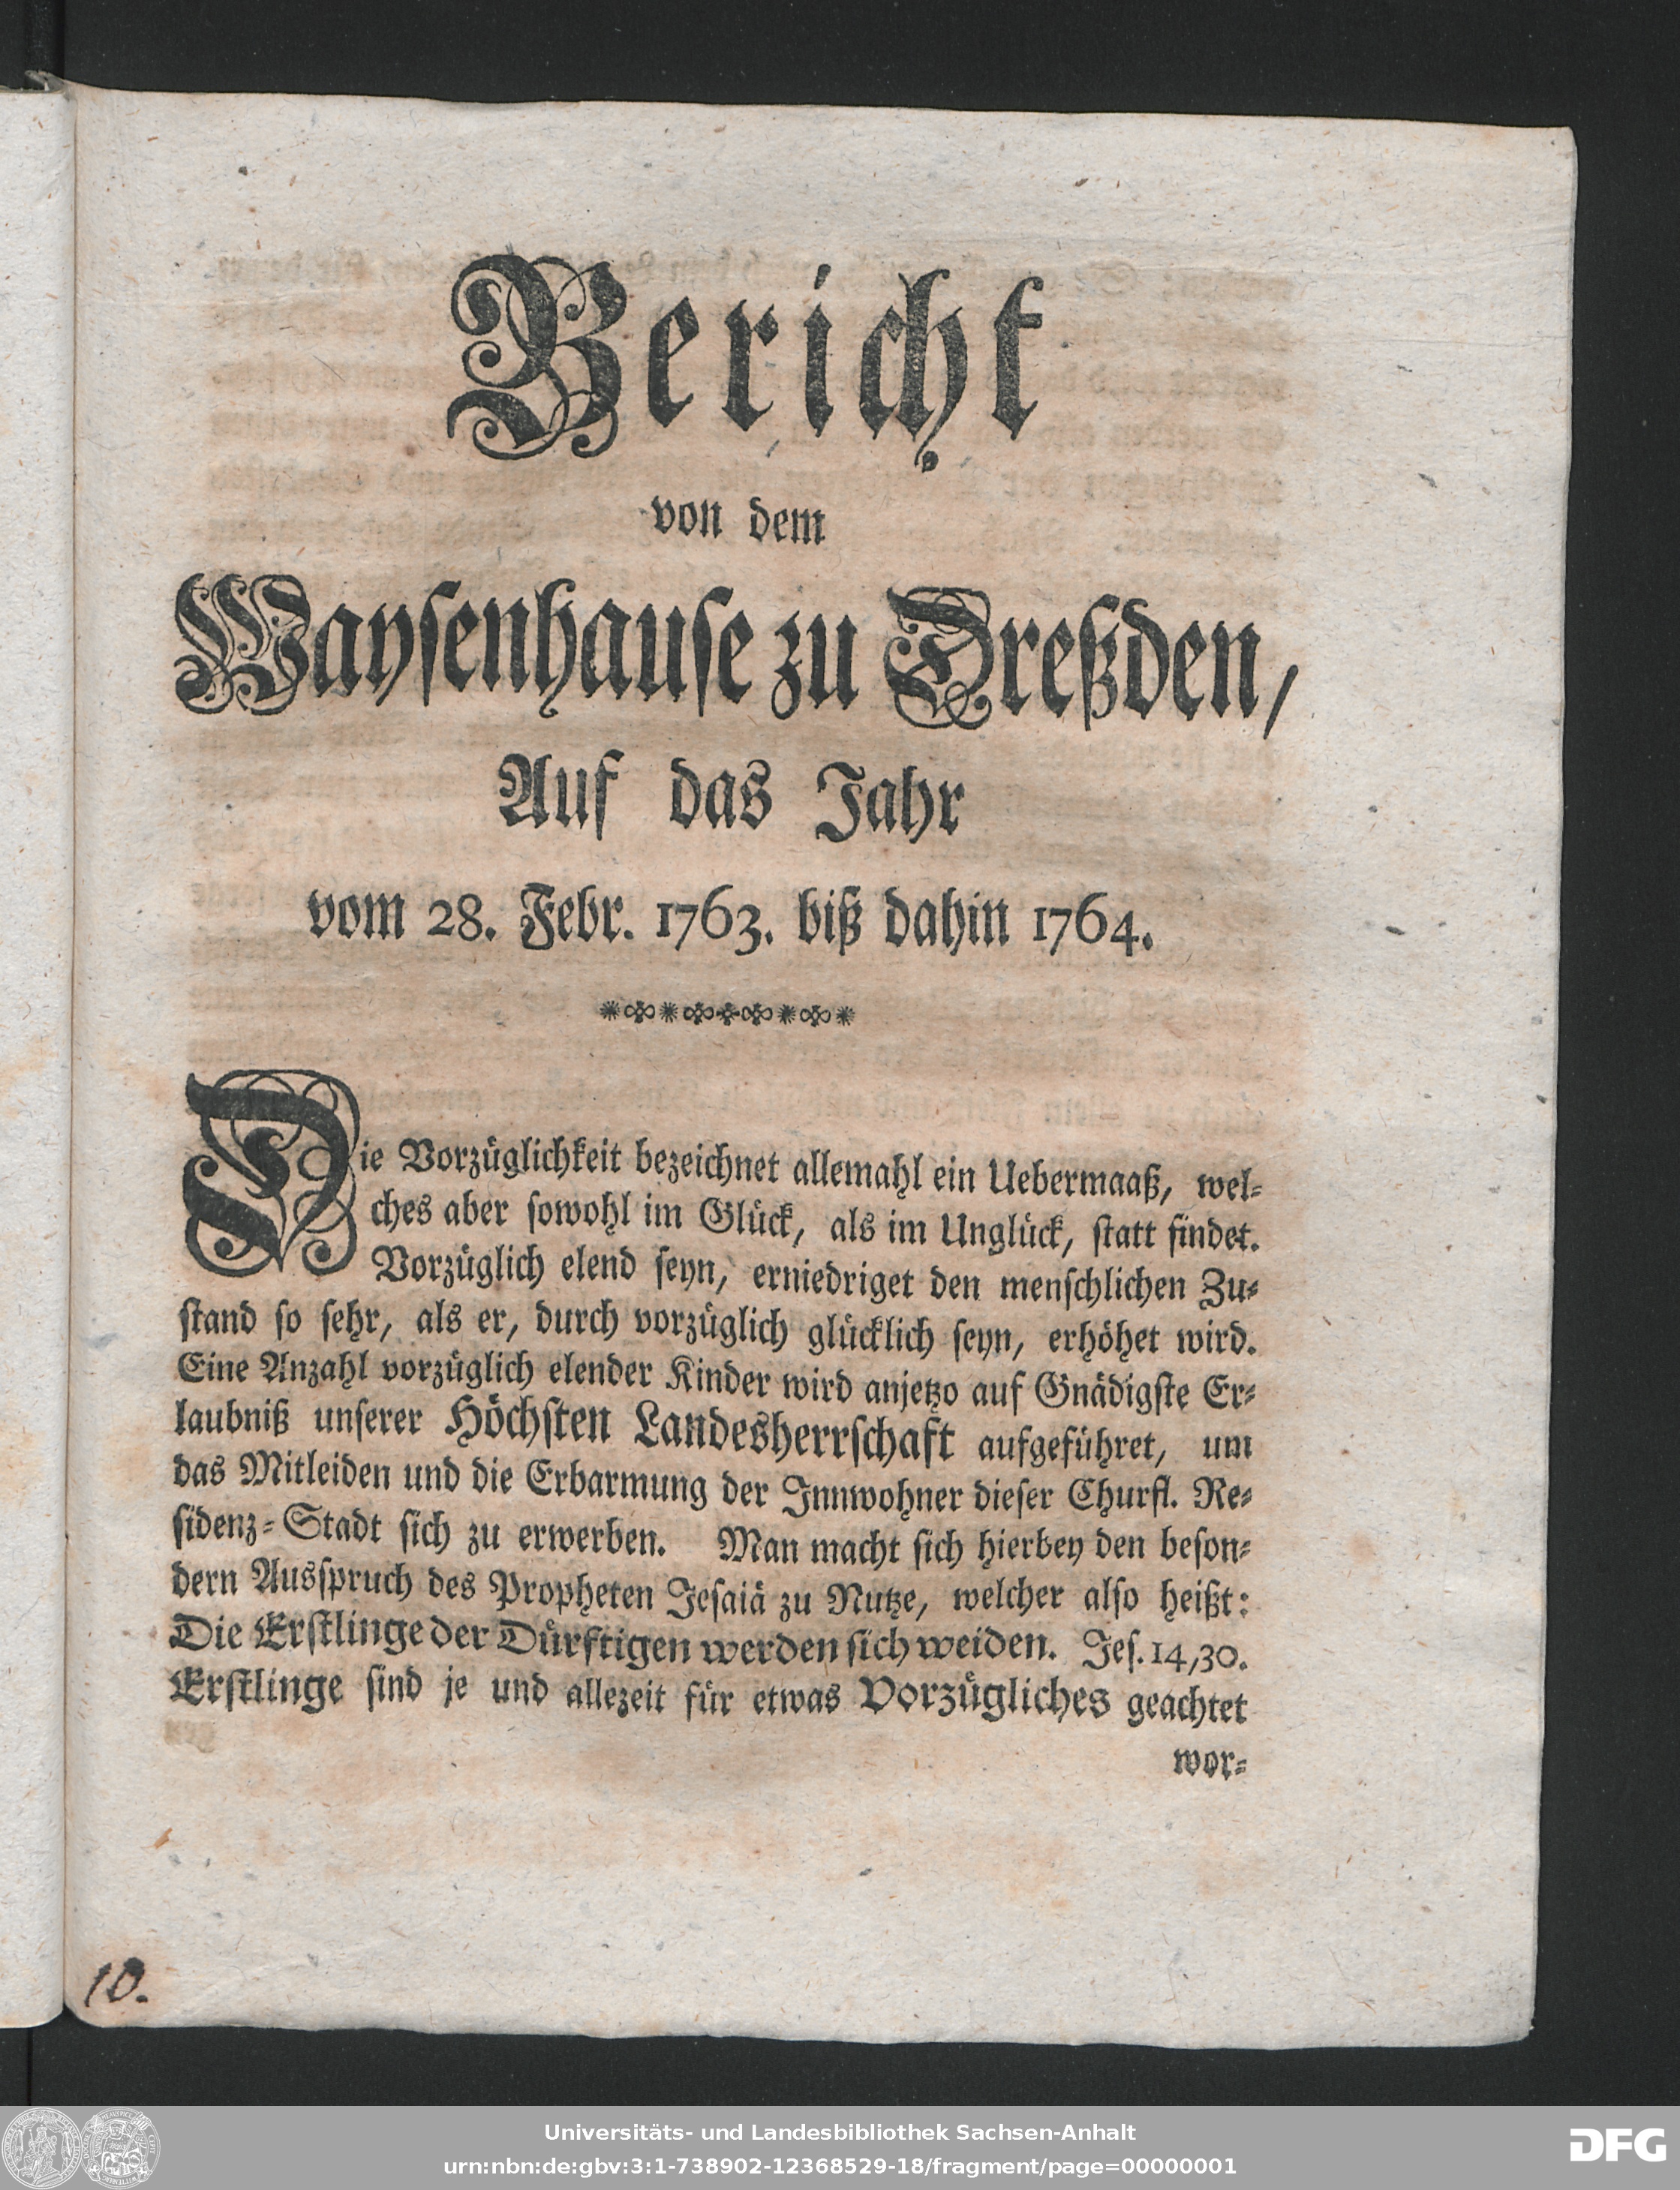 Bericht
von dem
Waysenhause zu Dreßden,
Auf das Jahr
vom 28. Febr. 1763. biß dahin 1764.
Die Vorzüglichkeit bezeichnet allemahl ein Uebermaaß, wel-
ches aber sowohl im Glück, als im Unglück, statt findet.
Vorzüglich elend seyn, erniedriget den menschlichen Zu-
stand so sehr, als er, durch vorzüglich glücklich seyn, erhöhet wird.
Eine Anzahl vorzüglich elender Kinder wird anjetzo auf Gnädigste Er-
laubniß unserer Höchsten Landesherrschaft aufgeführet, um
das Mitleiden und die Erbarmung der Innwohner dieser Churfl. Re-
sidenz-Stadt sich zu erwerben. Man macht sich hierbey den beson-
dern Ausspruch des Propheten Jesaiä zu Nutze, welcher also heißt:
Die Erstlinge der Dürftigen werden sich weiden. Jes. 14,30.
Erstlinge sind je und allezeit für etwas Vorzügliches geachtet
wor-
10.
Universitäts- und Landesbibliothek Sachsen-Anhalt
urn:nbn:de:gbv:3:1-738902-12368529-18/fragment/page=00000001
DFG